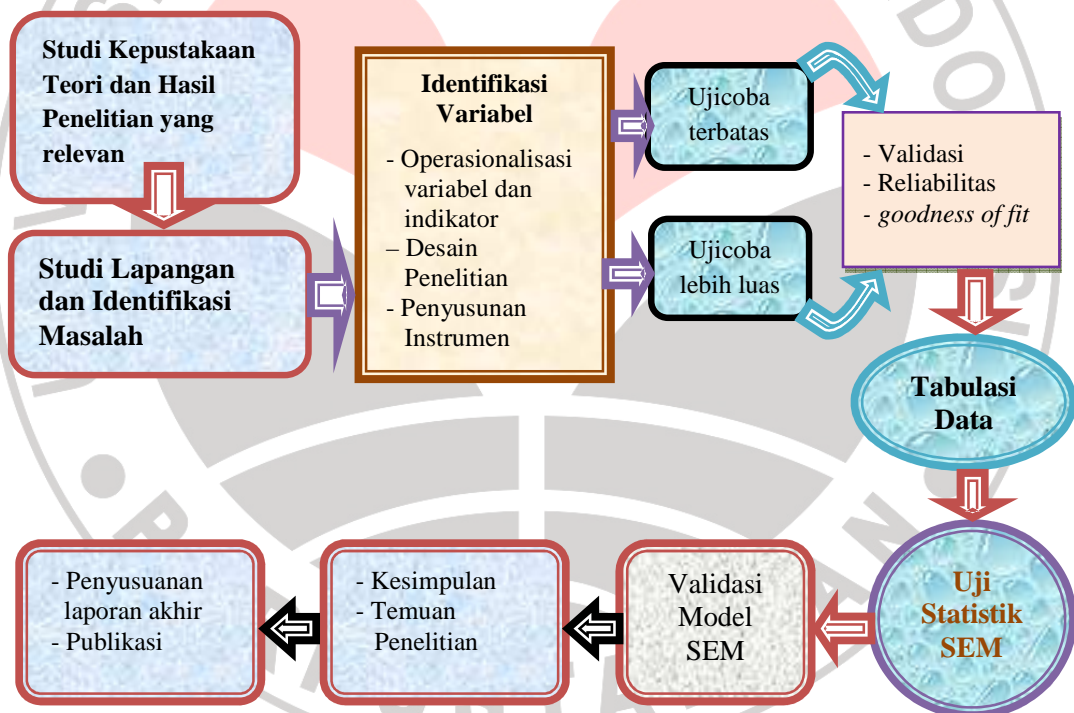 Studi Kepustakaan
Teori dan Hasil
Penelitian yang
relevan
Studi Lapangan
dan Identifikasi
Masalah
Identifikasi
Variabel
- Operasionalisasi
variabel dan
indikator
– Desain
Penelitian
- Penyusunan
Instrumen
Ujicoba
terbatas
Ujicoba
lebih luas
- Validasi
- Reliabilitas
- goodness of fit
Tabulasi
Data
Uji
Statistik
SEM
Validasi
Model
SEM
- Kesimpulan
- Temuan
Penelitian
- Penyusuanan
laporan akhir
- Publikasi